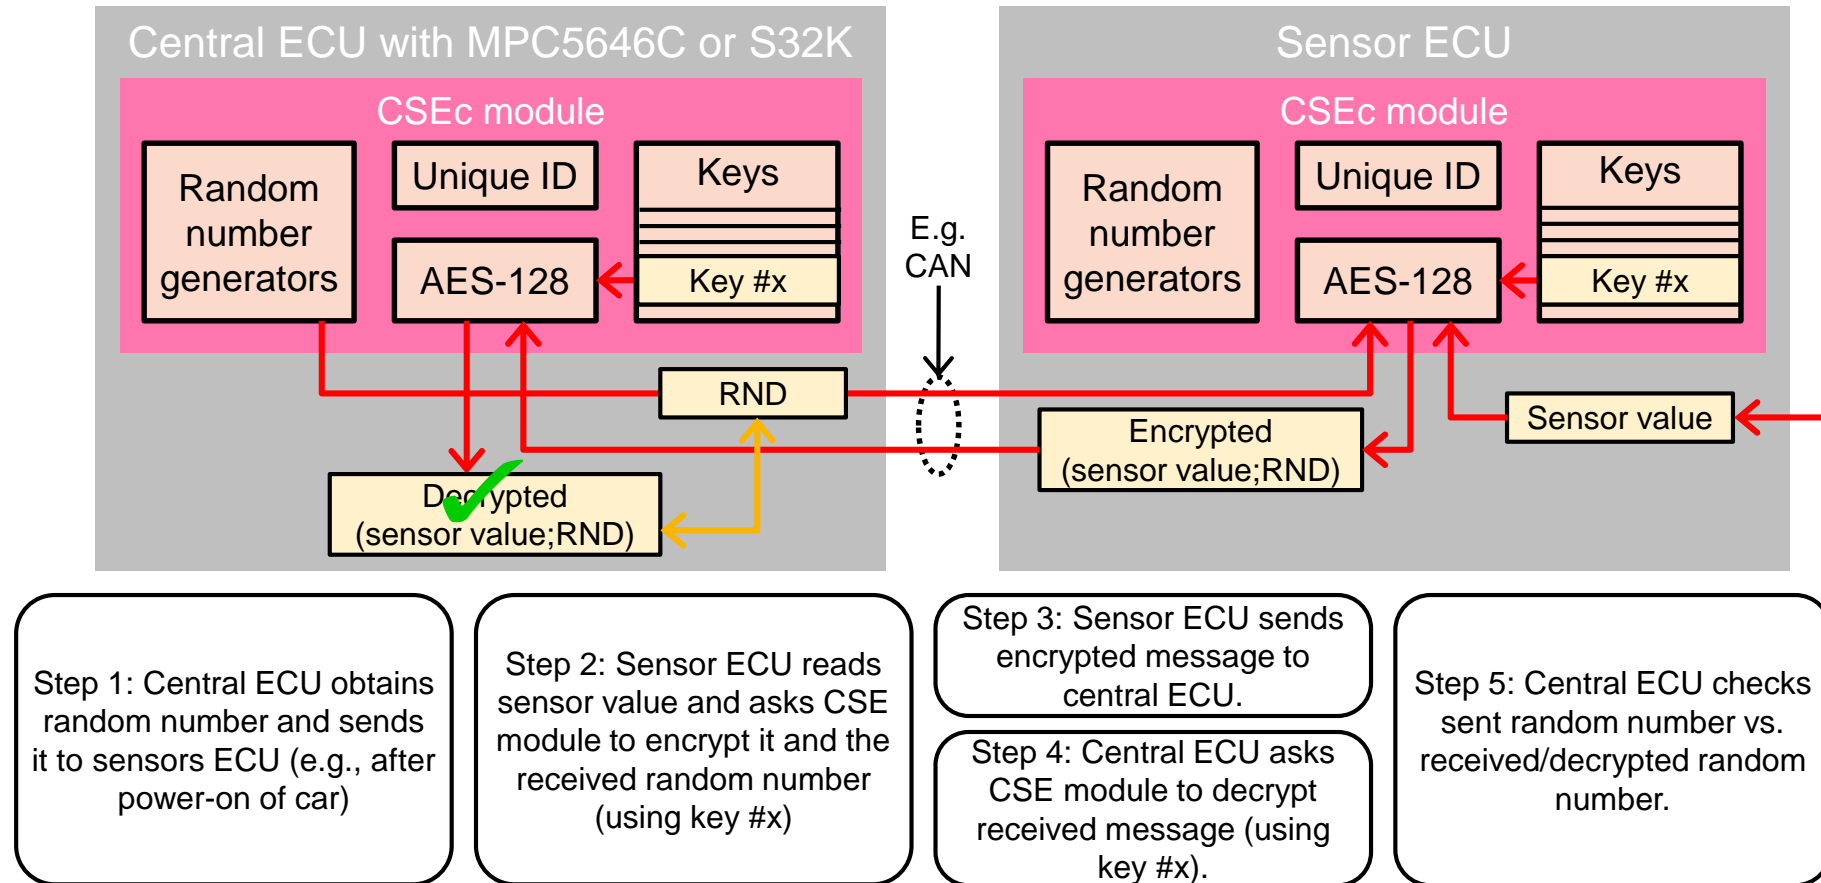 Central ECU with MPC5646C or S32K
CSEc module
Random
number
generators
Unique ID
AES-128
Keys
Key #x
RND
Decrypted
(sensor value;RND)
E.g.
CAN
Sensor ECU
CSEc module
Random
number
generators
Unique ID
AES-128
Keys
Key #x
Encrypted
(sensor value;RND)
Sensor value
Step 1: Central ECU obtains
random number and sends
it to sensors ECU (e.g., after
power-on of car)
Step 2: Sensor ECU reads
sensor value and asks CSE
module to encrypt it and the
received random number
(using key #x)
Step 3: Sensor ECU sends
encrypted message to
central ECU.
Step 4: Central ECU asks
CSE module to decrypt
received message (using
key #x).
Step 5: Central ECU checks
sent random number vs.
received/decrypted random
number.